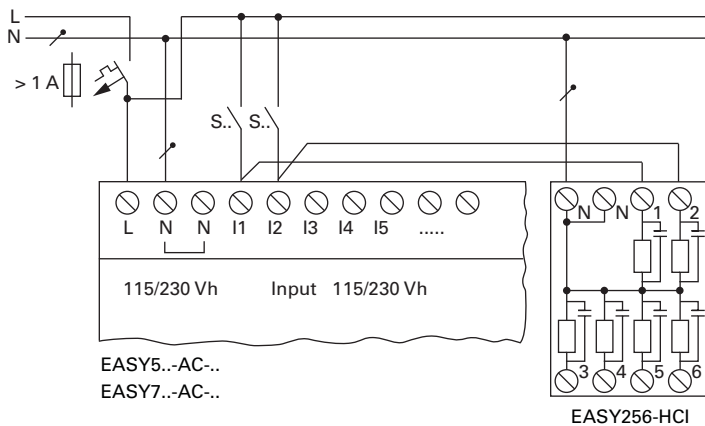 L
N
> 1 A
S.. S..
L N N I1 I2 I3 I4 I5 .....
N N 1 2
115/230 Vh Input 115/230 Vh
3 4 5 6
EASY5..-AC-..
EASY7..-AC-..
EASY256-HCI